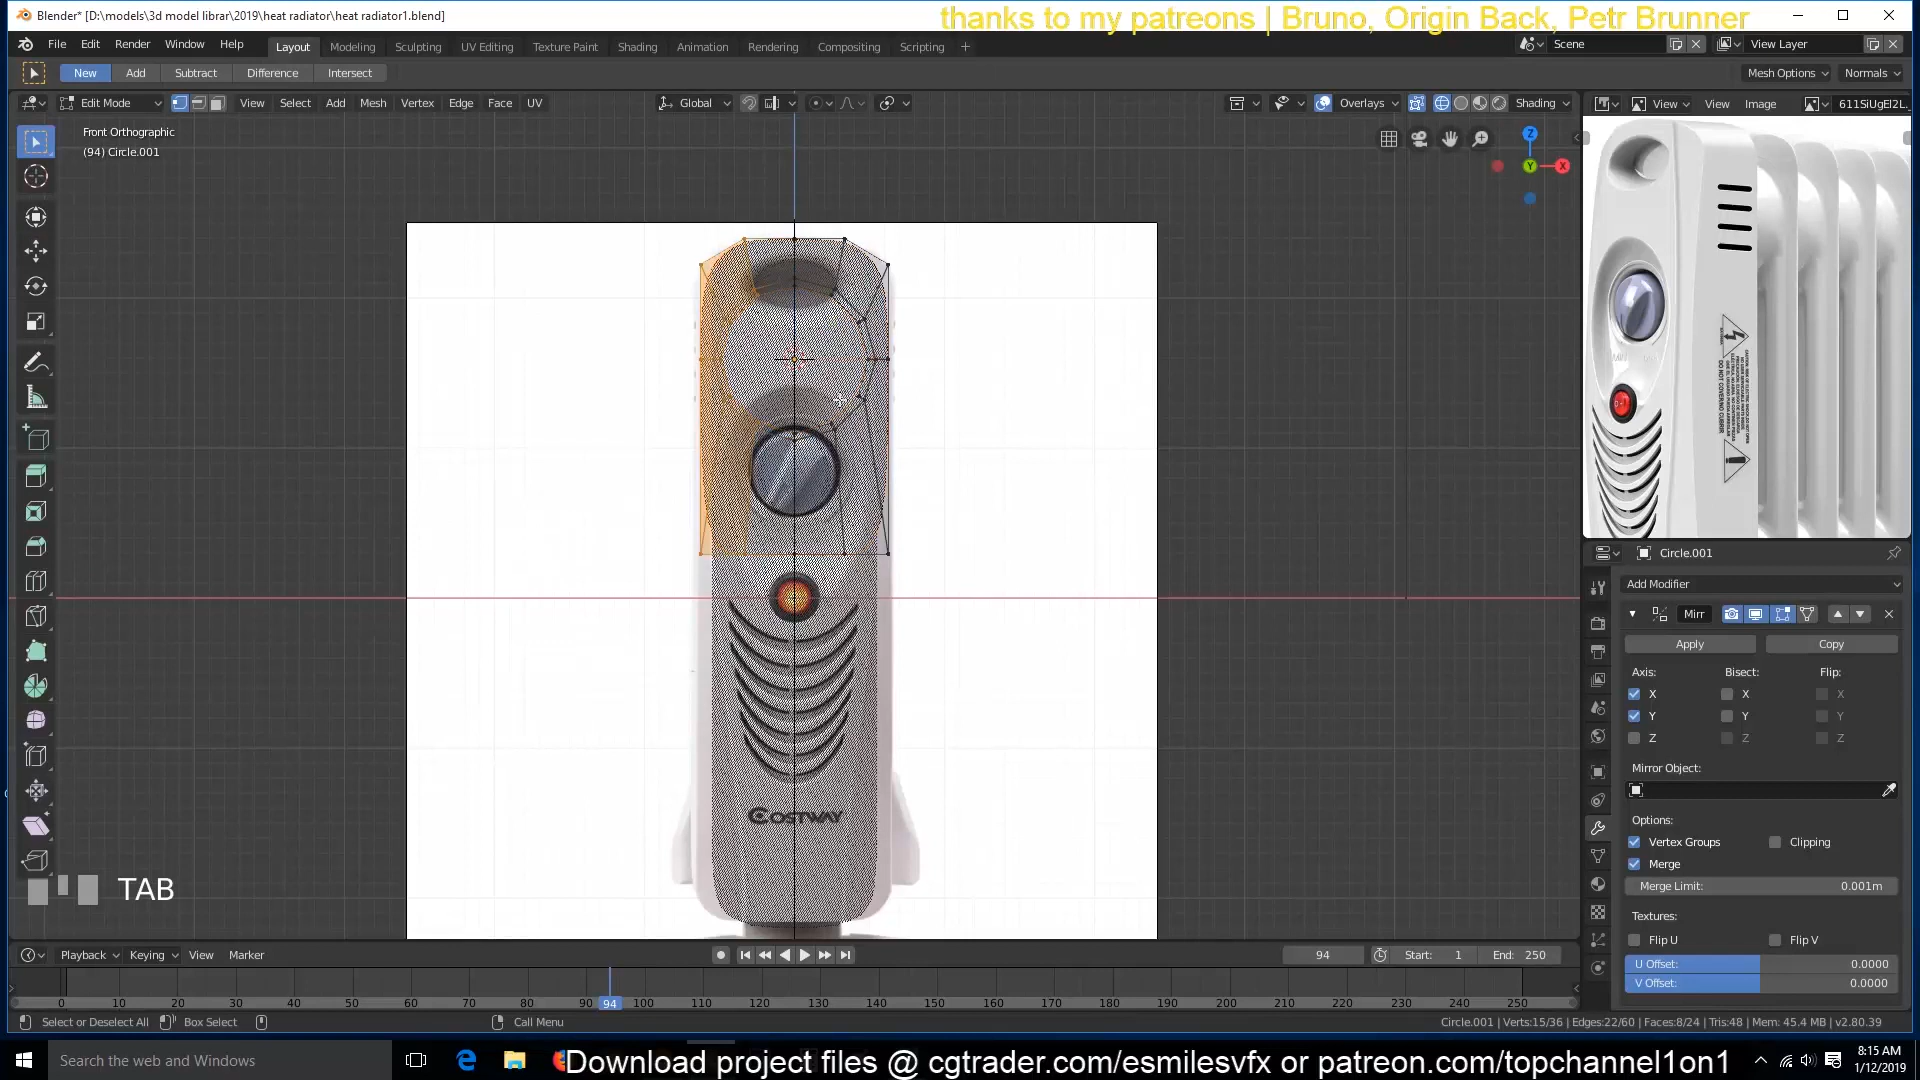 Blender* [D:\models\3d model librar\2019\heat radiator\heat radiator1.blend]
thanks to my patreons | Bruno, Origin Back, Petr Brunner
File Edit Render Window Help Layout Modeling Sculpting UV Editing Texture Paint Shading Animation Rendering Compositing Scripting + Scene View Layer
New Add Subtract Difference Intersect Mesh Options Normals
Edit Mode View Select Add Mesh Vertex Edge Face UV Global Overlays Shading View View Image 611SiUgEI2L._
Front Orthographic
(94) Circle.001
Z
Y X
DO NOT COVER
COSTWAY
TAB
Circle.001
Add Modifier
Mirr
Apply Copy
Axis: Bisect: Flip:
X X X
Y Y Y
Z Z Z
Mirror Object:
Options:
Vertex Groups Clipping
Merge
Merge Limit: 0.001m
Textures:
Flip U Flip V
U Offset: 0.0000
V Offset: 0.0000
Playback Keying View Marker 94 Start: 1 End: 250
0 10 20 30 40 50 60 70 80 90 94 100 110 120 130 140 150 160 170 180 190 200 210 220 230 240 250
Select or Deselect All Box Select Call Menu Circle.001 | Verts:15/36 | Edges:22/60 | Faces:8/24 | Tris:48 | Mem: 45.4 MB | v2.80.39
Search the web and Windows
Download project files @ cgtrader.com/esmilesvfx or patreon.com/topchannel1on1
8:15 AM
1/12/2019